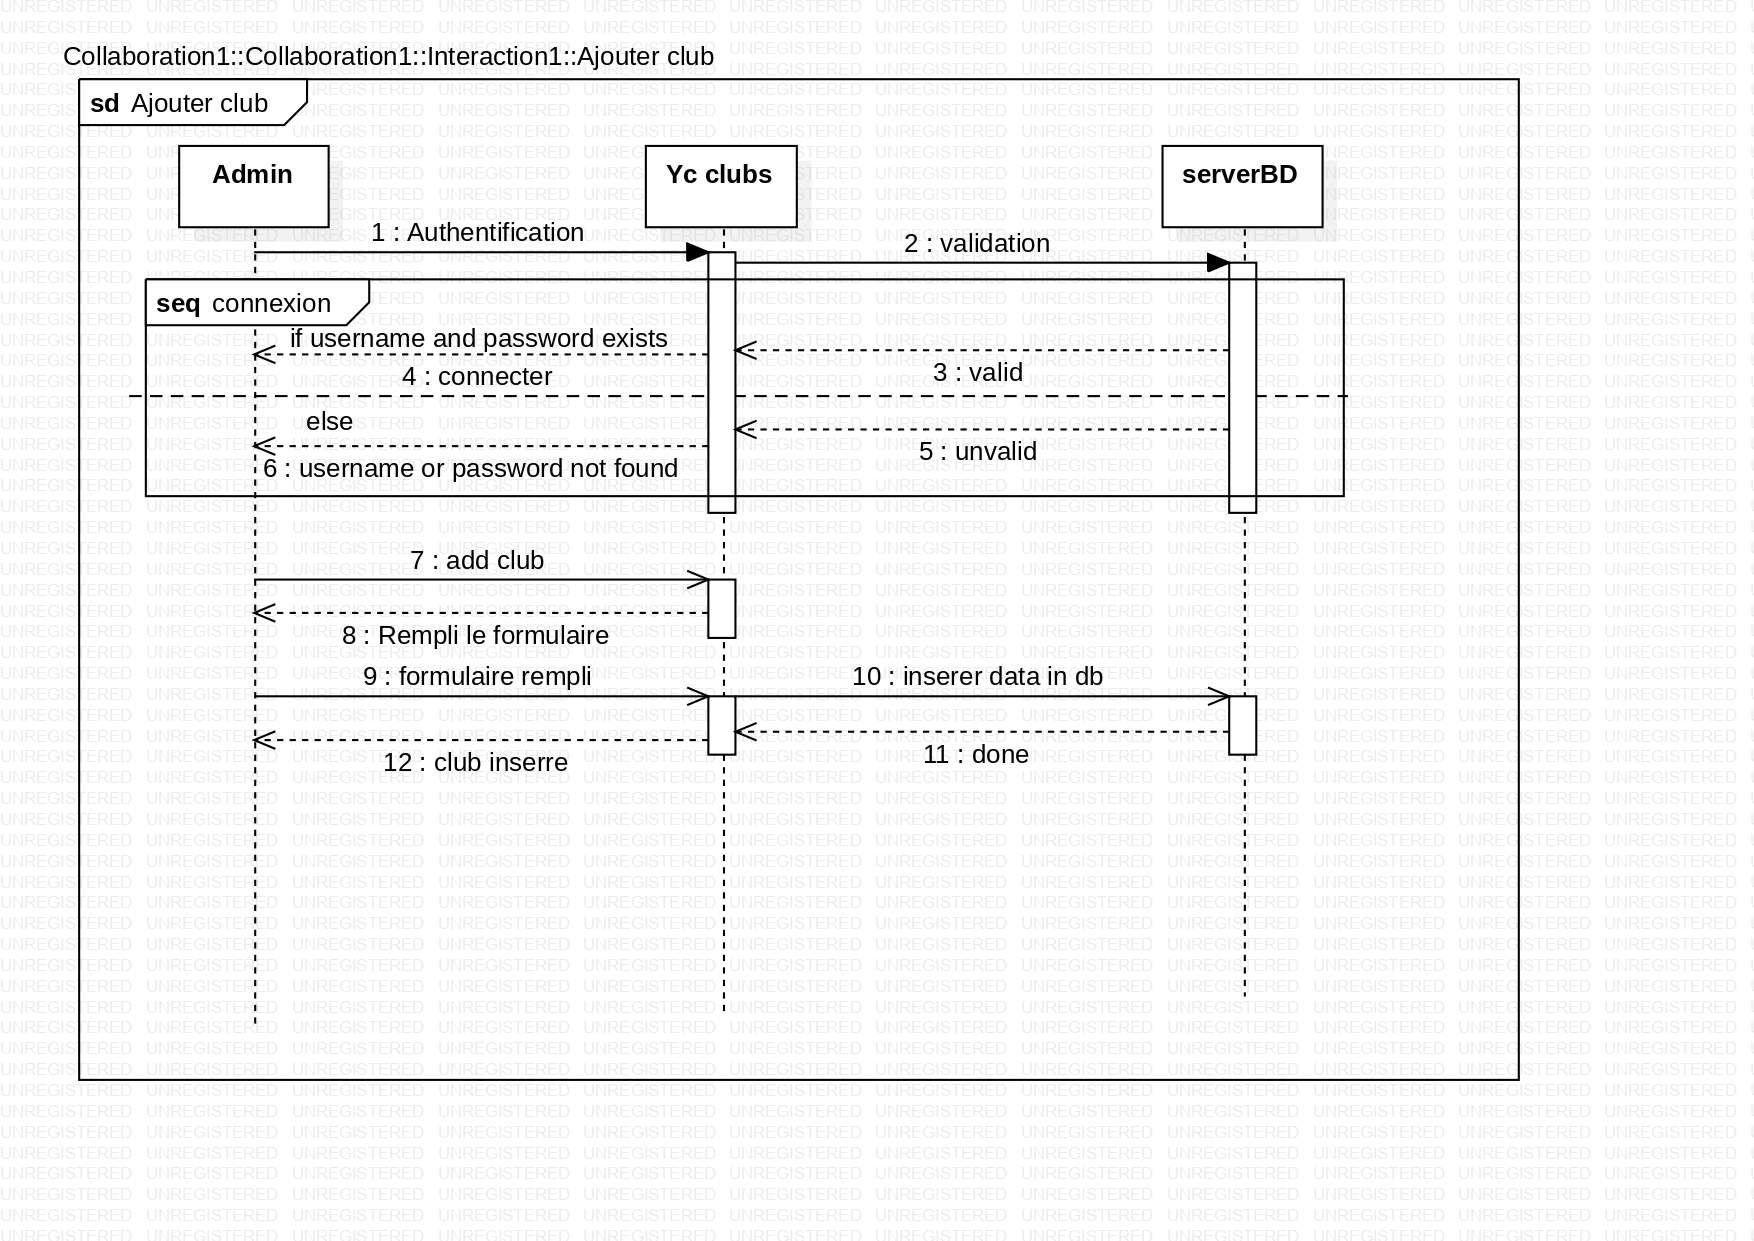 Collaboration1::Collaboration1::Interaction1::Ajouter club
sd Ajouter club
Admin
Yc clubs
serverBD
1 : Authentification
2 : validation
seq connexion
if username and password exists
4 : connecter
3 : valid
else
5 : unvalid
6 : username or password not found
7 : add club
8 : Rempli le formulaire
9 : formulaire rempli
10 : inserer data in db
11 : done
12 : club inserre
UNREGISTERED